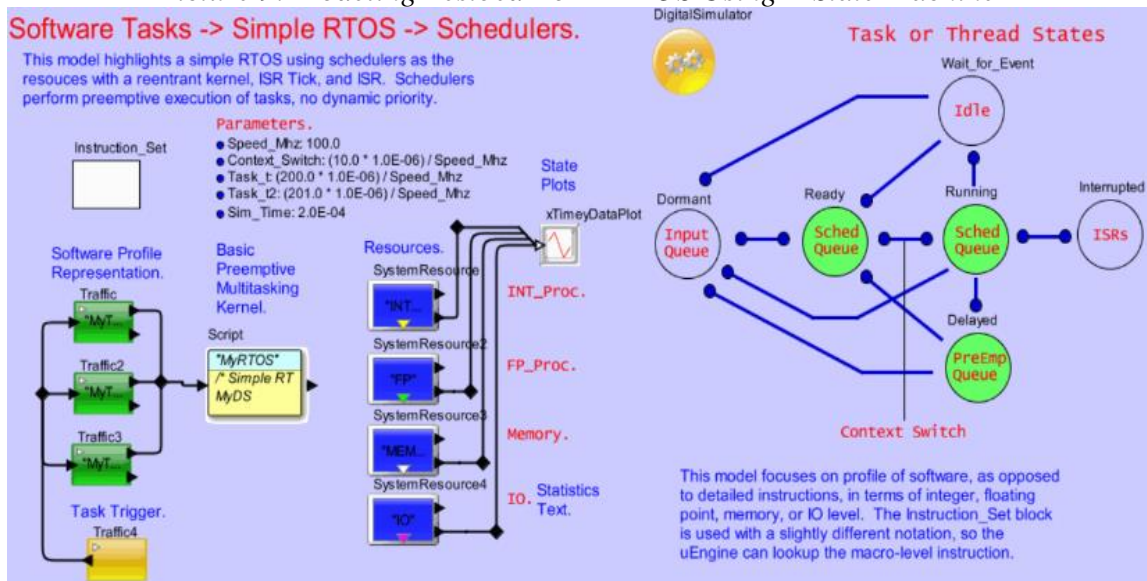 Software Tasks -> Simple RTOS -> Schedulers.
This model highlights a simple RTOS using schedulers as the
resouces with a reentrant kernel, ISR Tick, and ISR. Schedulers
perform preemptive execution of tasks, no dynamic priority.
Parameters.
Speed_Mhz: 100.0
Context_Switch: (10.0 * 1.0E-06) / Speed_Mhz
Task_t: (200.0 * 1.0E-06) / Speed_Mhz
Task_t2: (201.0 * 1.0E-06) / Speed_Mhz
Sim_Time: 2.0E-04
Instruction_Set
Software Profile
Representation.
Traffic
"MyT...
Traffic2
"MyT...
Traffic3
"MyT...
Task Trigger.
Traffic4
Basic
Preemptive
Multitasking
Kernel.
Script
"MyRTOS"
/* Simple RT
MyDS
Resources.
SystemResource
"INT...
SystemResource2
"FP"
SystemResource3
"MEM...
SystemResource4
"IO"
State
Plots
xTimeyDataPlot
INT_Proc.
FP_Proc.
Memory.
IO.
Statistics
Text.
DigitalSimulator
Task or Thread States
Wait_for_Event
Idle
Dormant
Input
Queue
Ready
Sched
Queue
Running
Sched
Queue
Interrupted
ISRs
Delayed
PreEmp
Queue
Context Switch
This model focuses on profile of software, as opposed
to detailed instructions, in terms of integer, floating
point, memory, or IO level. The Instruction_Set block
is used with a slightly different notation, so the
uEngine can lookup the macro-level instruction.